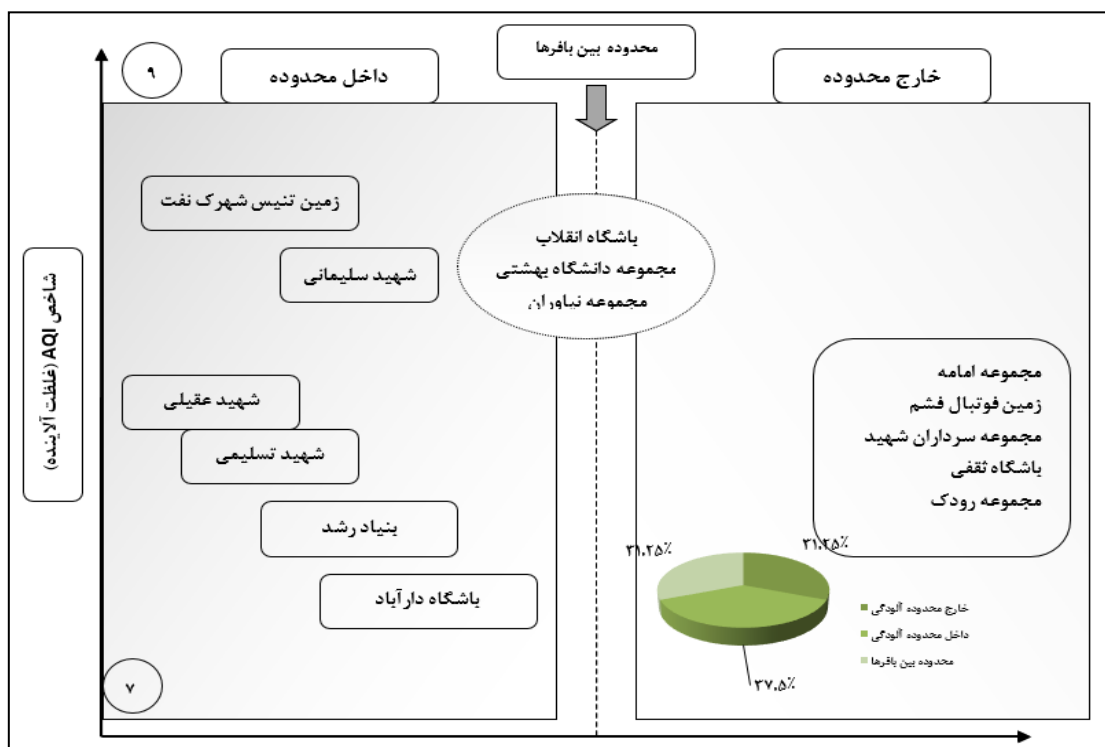 محدوده بین بافرها
خارج محدوده
داخل محدوده
۹
زمین تنیس شهرک نفت
شهید سلیمانی
باشگاه انقلاب
مجموعه دانشگاه بهشتی
مجموعه نیاوران
شاخص AQI (غلظت آلاینده)
شهید عقیلی
شهید تسلیمی
بنیاد رشد
باشگاه دارآباد
۷
مجموعه امامه
زمین فوتبال فشم
مجموعه سرداران شهید
باشگاه ثقفی
مجموعه رودک
۳۱.۲۵٪
۳۱.۲۵٪
۳۷.۵٪
خارج محدوده آلودگی
داخل محدوده آلودگی
محدوده بین بافرها